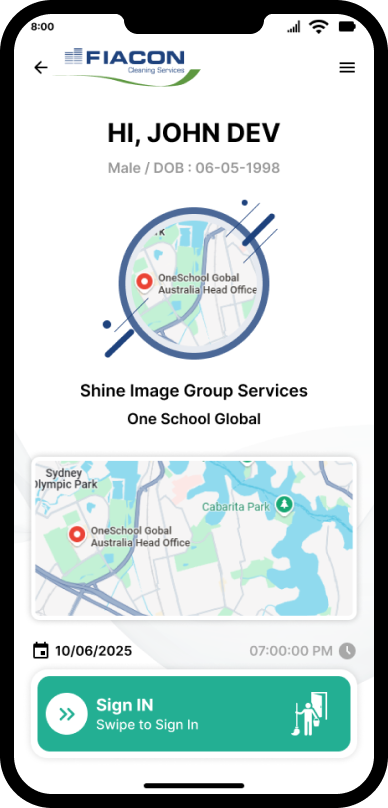 8:00
FIACON
Cleaning Services
HI, JOHN DEV
Male / DOB : 06-05-1998
K
OneSchool Gobal
Australia Head Office
Shine Image Group Services
One School Global
Sydney
Olympic Park
Cabarita Park
OneSchool Gobal
Australia Head Office
10/06/2025
07:00:00 PM
Sign IN
Swipe to Sign In